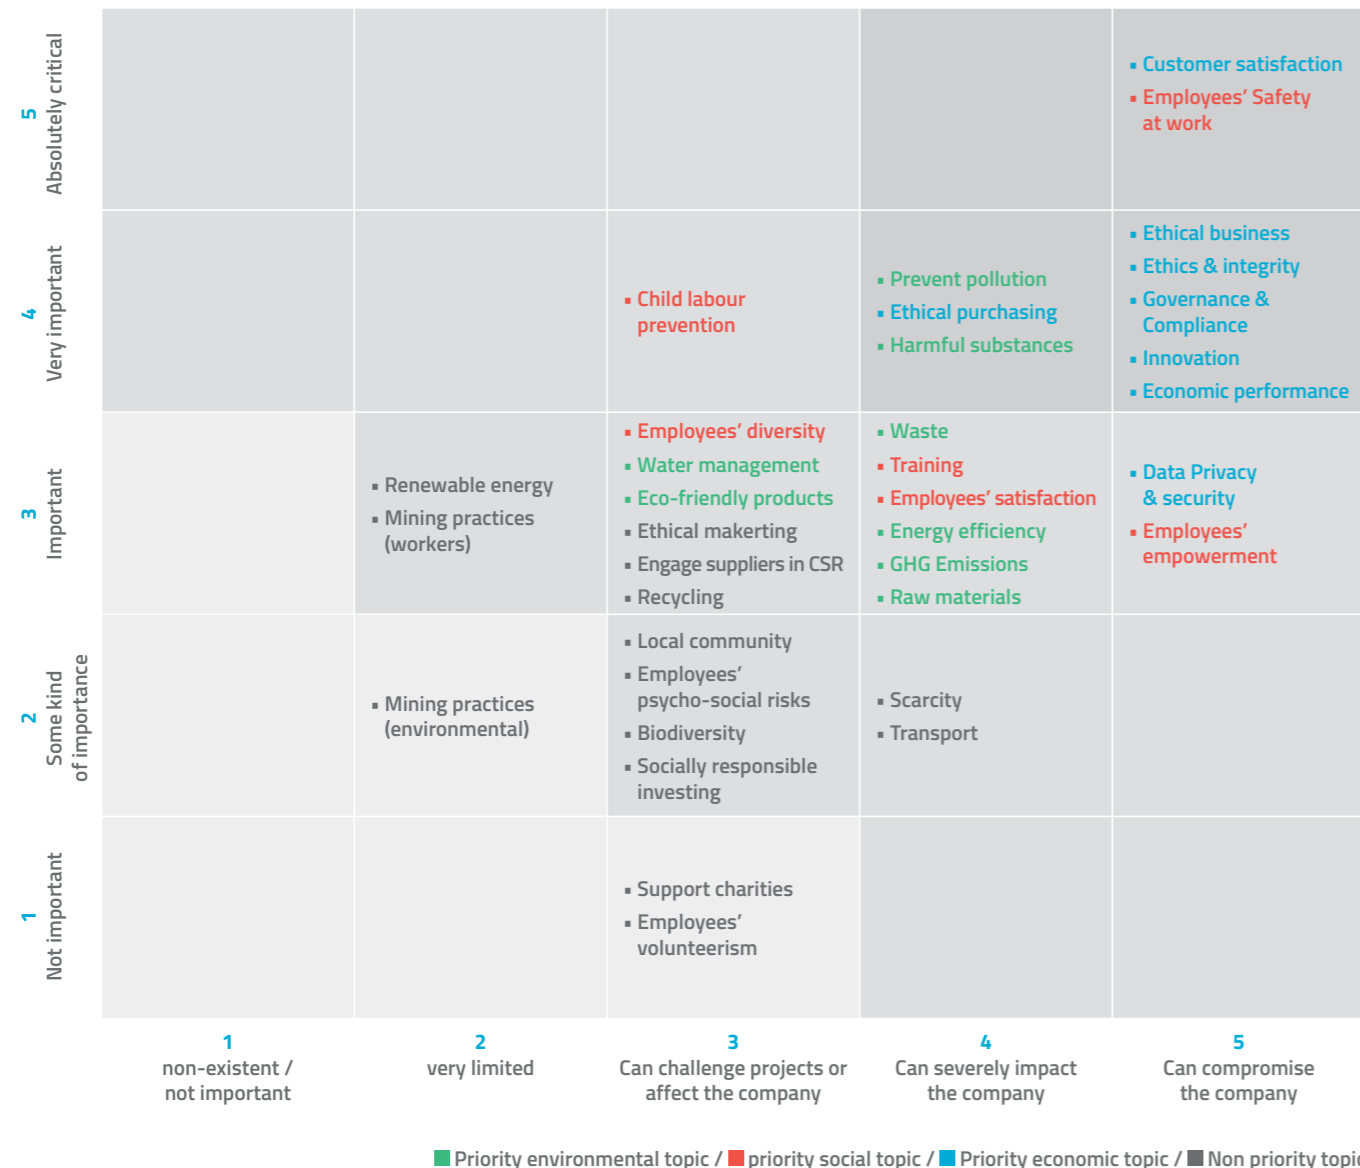 5
Absolutely critical
▪ Customer satisfaction
▪ Employees’ Safety
at work
4
Very important
▪ Child labour
prevention
▪ Prevent pollution
▪ Ethical purchasing
▪ Harmful substances
▪ Ethical business
▪ Ethics & integrity
▪ Governance &
Compliance
▪ Innovation
▪ Economic performance
3
Important
▪ Renewable energy
▪ Mining practices
(workers)
▪ Employees’ diversity
▪ Water management
▪ Eco-friendly products
▪ Ethical makerting
▪ Engage suppliers in CSR
▪ Recycling
▪ Waste
▪ Training
▪ Employees’ satisfaction
▪ Energy efficiency
▪ GHG Emissions
▪ Raw materials
▪ Data Privacy
& security
▪ Employees’
empowerment
2
Some kind
of importance
▪ Mining practices
(environmental)
▪ Local community
▪ Employees’
psycho-social risks
▪ Biodiversity
▪ Socially responsible
investing
▪ Scarcity
▪ Transport
1
Not important
▪ Support charities
▪ Employees’
volunteerism
1
non-existent /
not important
2
very limited
3
Can challenge projects or
affect the company
4
Can severely impact
the company
5
Can compromise
the company
Priority environmental topic / priority social topic / Priority economic topic / Non priority topic